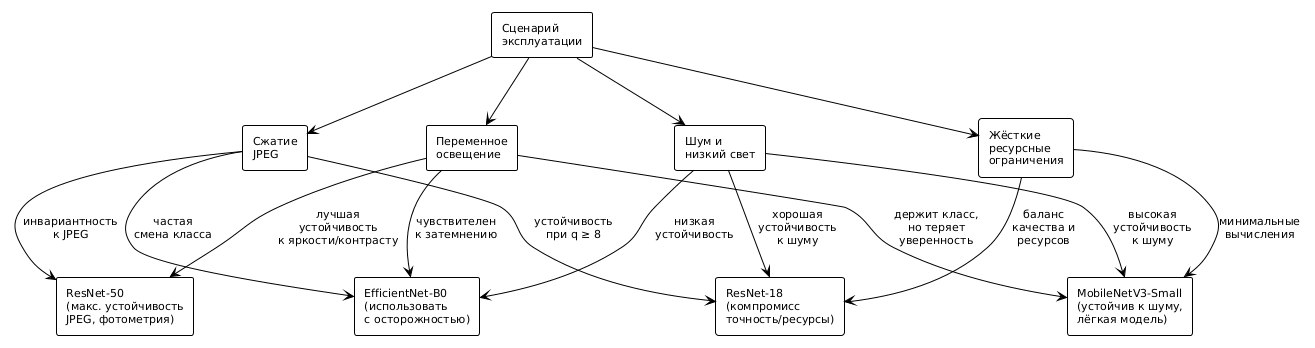 Сценарий
эксплуатации
Сжатие
JPEG
Переменное
освещение
Шум и
низкий свет
Жёсткие
ресурсные
ограничения
инвариантность
к JPEG
частая
смена класса
лучшая
устойчивость
к яркости/контрасту
чувствителен
к затемнению
устойчивость
при q ≥ 8
низкая
устойчивость
хорошая
устойчивость
к шуму
держит класс,
но теряет
уверенность
баланс
качества и
ресурсов
высокая
устойчивость
к шуму
минимальные
вычисления
ResNet-50
(макс. устойчивость
JPEG, фотометрия)
EfficientNet-B0
(использовать
с осторожностью)
ResNet-18
(компромисс
точность/ресурсы)
MobileNetV3-Small
(устойчив к шуму,
лёгкая модель)